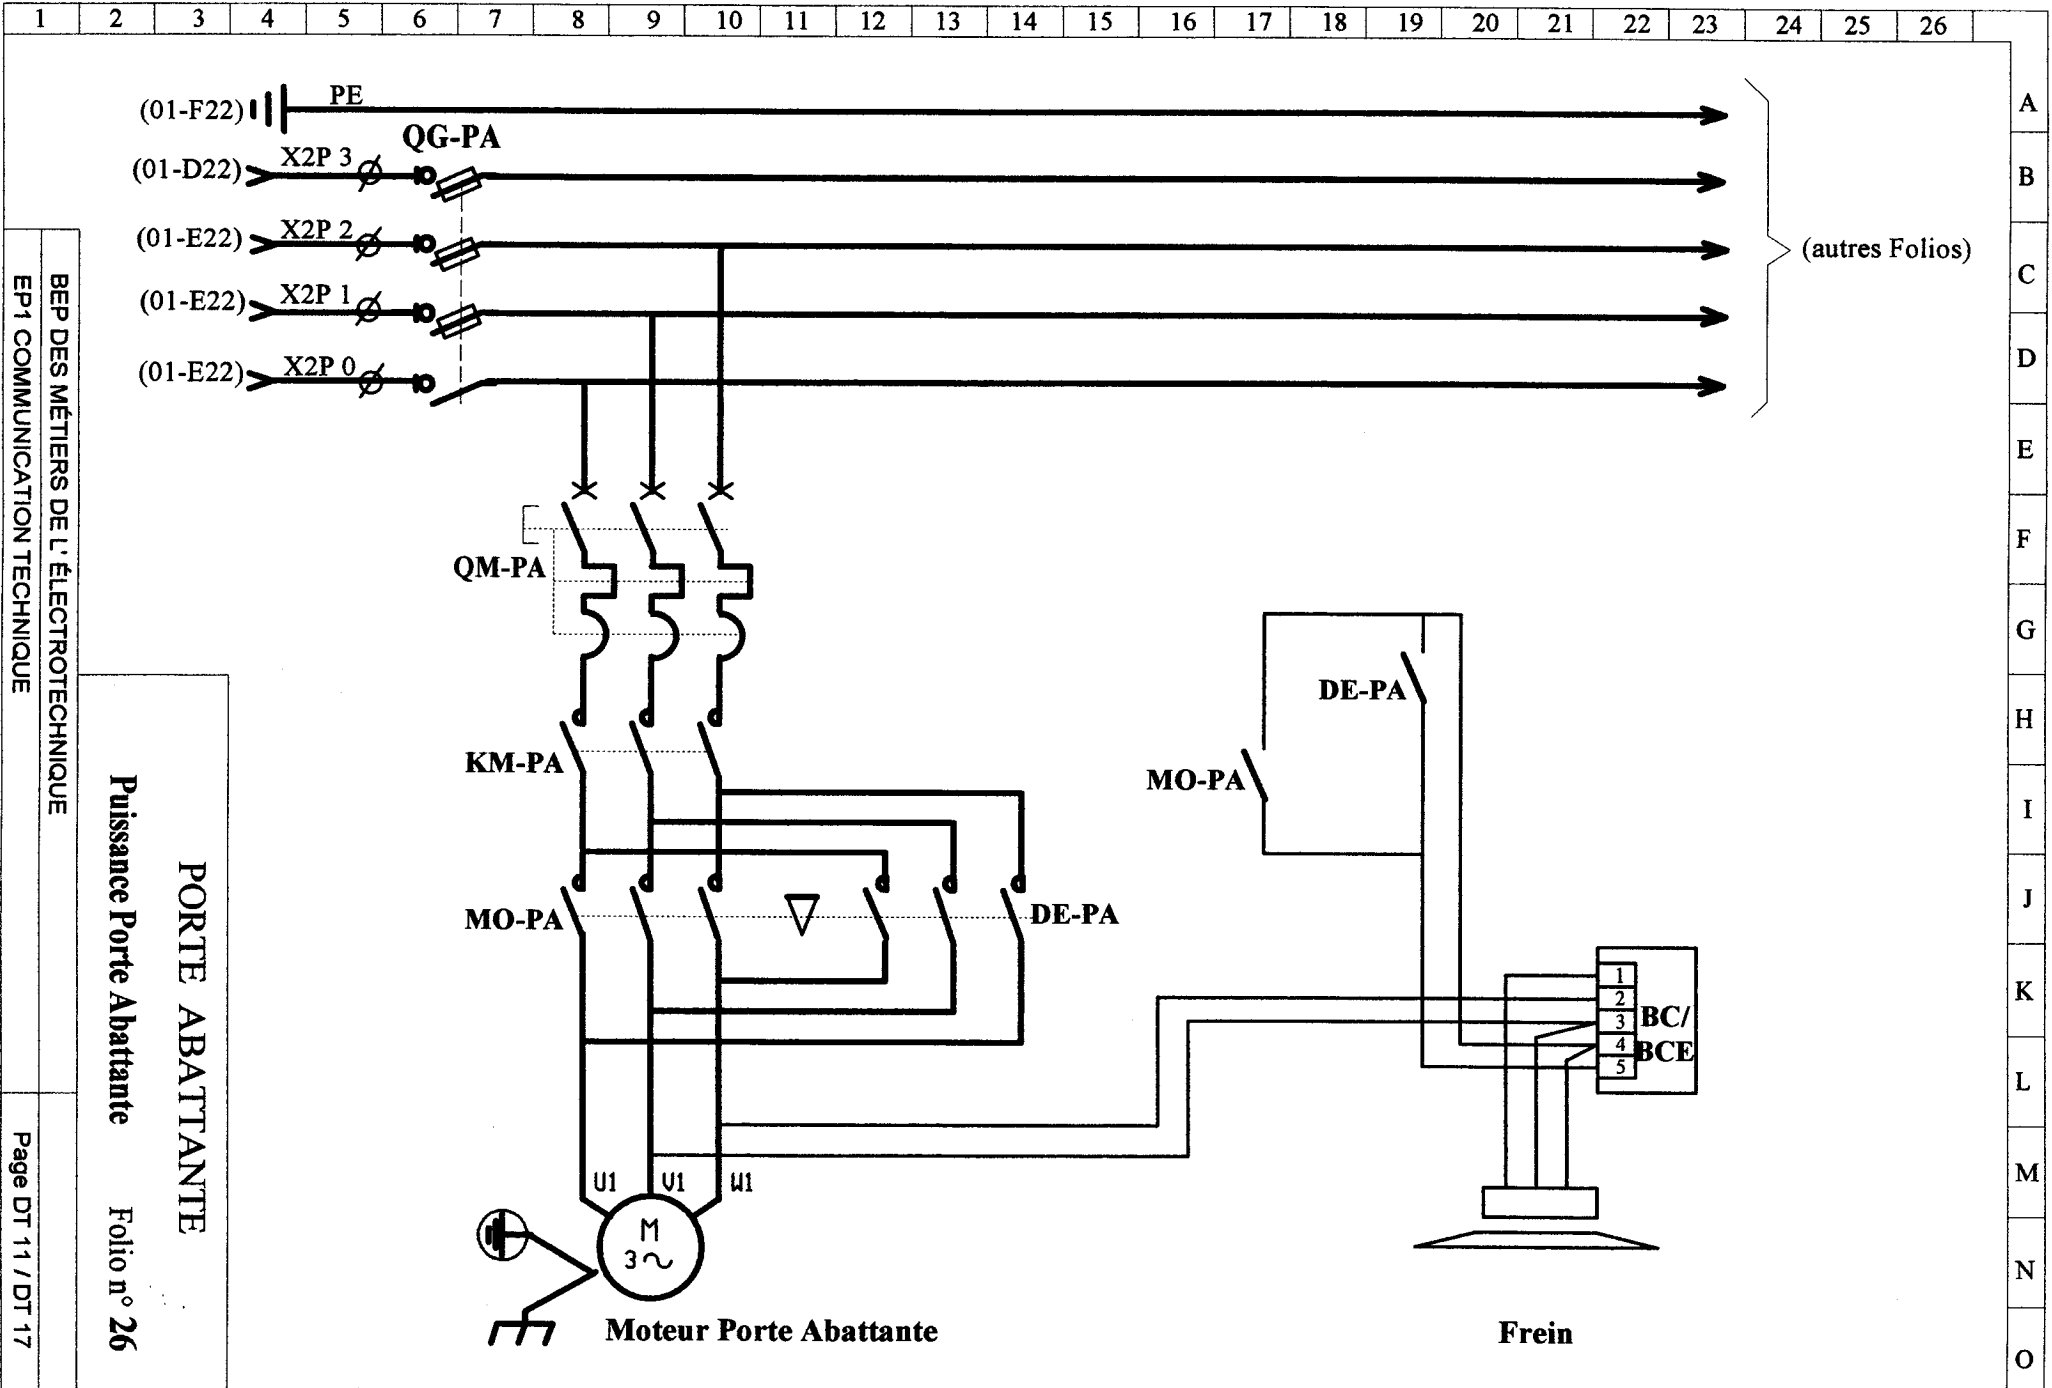 1 2 3 4 5 6 7 8 9 10 11 12 13 14 15 16 17 18 19 20 21 22 23 24 25 26
A
B
C
D
E
F
G
H
I
J
K
L
M
N
O
(01-F22) PE
QG-PA
(01-D22) X2P 3
(01-E22) X2P 2
(01-E22) X2P 1
(01-E22) X2P 0
(autres Folios)
QM-PA
KM-PA
MO-PA
DE-PA
DE-PA
MO-PA
1
2
3
4
5
BC/
BCE
U1 V1 W1
M
3~
Moteur Porte Abattante
Frein
BEP DES MÉTIERS DE L' ÉLECTROTECHNIQUE
EP1 COMMUNICATION TECHNIQUE
Page DT 11 / DT 17
PORTE ABATTANTE
Puissance Porte Abattante Folio n° 26